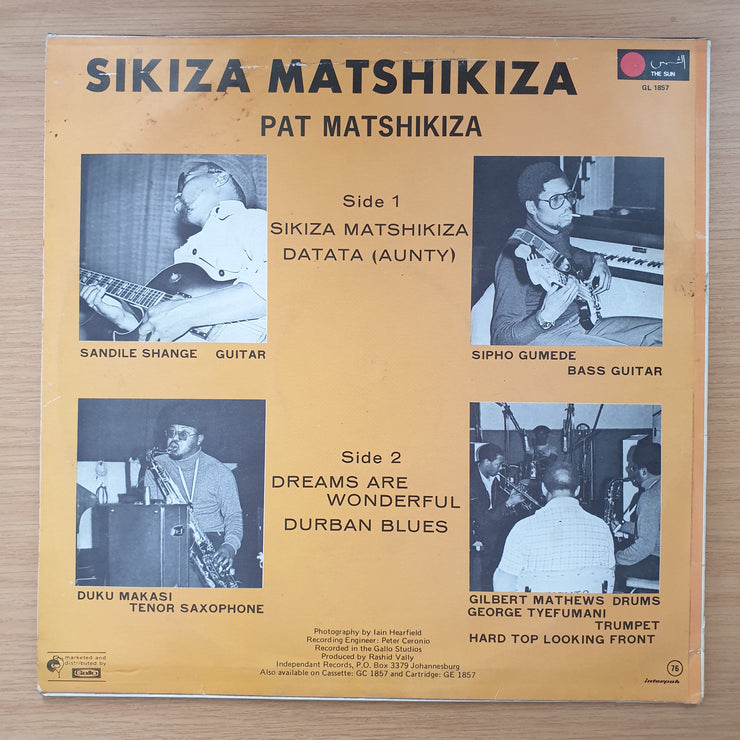 SIKIZA MATSHIKIZA
الشمس
THE SUN
GL 1857
PAT MATSHIKIZA
Side 1
SIKIZA MATSHIKIZA
DATATA (AUNTY)
SANDILE SHANGE GUITAR
SIPHO GUMEDE
BASS GUITAR
Side 2
DREAMS ARE
WONDERFUL
DURBAN BLUES
DUKU MAKASI
TENOR SAXOPHONE
GILBERT MATHEWS DRUMS
GEORGE TYEFUMANI
TRUMPET
HARD TOP LOOKING FRONT
Photography by Iain Hearfield
Recording Engineer: Peter Ceronio
Recorded in the Gallo Studios
Produced by Rashid Vally
Independant Records, P.O. Box 3379 Johannesburg
Also available on Cassette: GC 1857 and Cartridge: GE 1857
marketed and
distributed by
Gallo
76
interpak